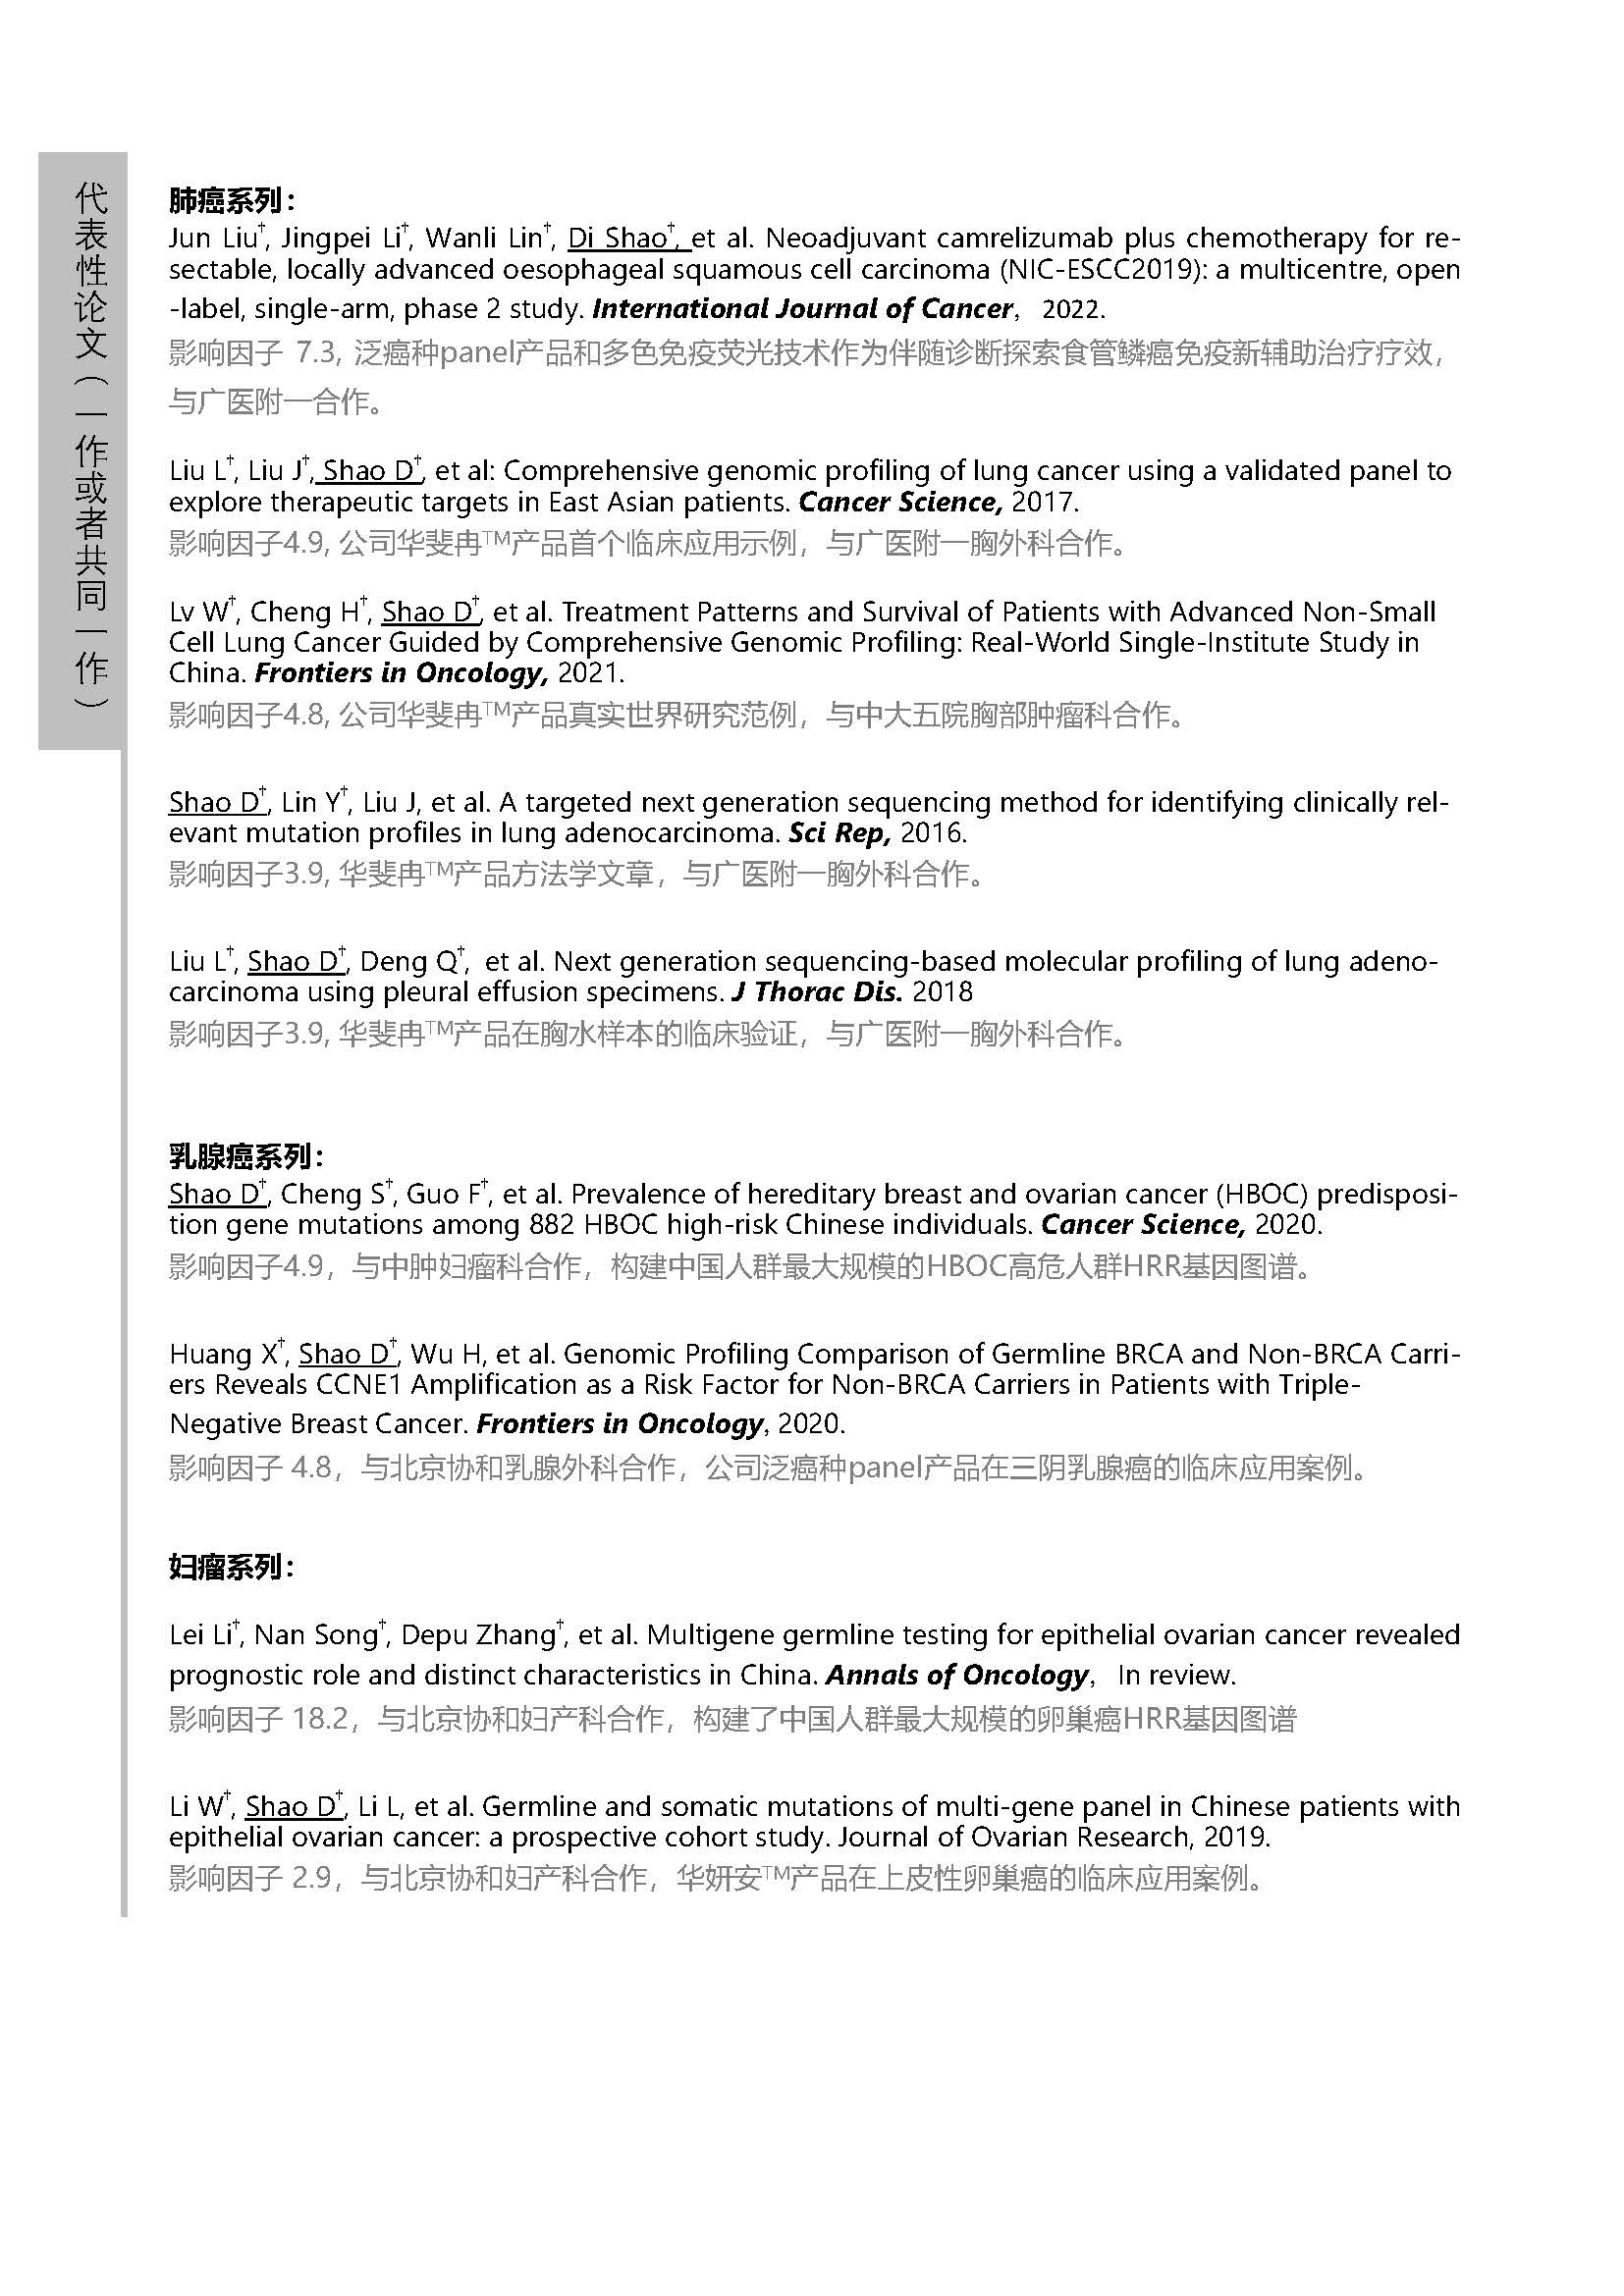 代表性论文（一作或者共同一作）
肺癌系列：
Jun Liu†, Jingpei Li†, Wanli Lin†, Di Shao†, et al. Neoadjuvant camrelizumab plus chemotherapy for re-
sectable, locally advanced oesophageal squamous cell carcinoma (NIC-ESCC2019): a multicentre, open
-label, single-arm, phase 2 study. International Journal of Cancer， 2022.
影响因子 7.3, 泛癌种panel产品和多色免疫荧光技术作为伴随诊断探索食管鳞癌免疫新辅助治疗疗效，
与广医附一合作。
Liu L†, Liu J†, Shao D†, et al: Comprehensive genomic profiling of lung cancer using a validated panel to
explore therapeutic targets in East Asian patients. Cancer Science, 2017.
影响因子4.9, 公司华斐冉™产品首个临床应用示例，与广医附一胸外科合作。
Lv W†, Cheng H†, Shao D†, et al. Treatment Patterns and Survival of Patients with Advanced Non-Small
Cell Lung Cancer Guided by Comprehensive Genomic Profiling: Real-World Single-Institute Study in
China. Frontiers in Oncology, 2021.
影响因子4.8, 公司华斐冉™产品真实世界研究范例，与中大五院胸部肿瘤科合作。
Shao D†, Lin Y†, Liu J, et al. A targeted next generation sequencing method for identifying clinically rel-
evant mutation profiles in lung adenocarcinoma. Sci Rep, 2016.
影响因子3.9, 华斐冉™产品方法学文章，与广医附一胸外科合作。
Liu L†, Shao D†, Deng Q†, et al. Next generation sequencing-based molecular profiling of lung adeno-
carcinoma using pleural effusion specimens. J Thorac Dis. 2018
影响因子3.9, 华斐冉™产品在胸水样本的临床验证，与广医附一胸外科合作。
乳腺癌系列：
Shao D†, Cheng S†, Guo F†, et al. Prevalence of hereditary breast and ovarian cancer (HBOC) predisposi-
tion gene mutations among 882 HBOC high-risk Chinese individuals. Cancer Science, 2020.
影响因子4.9，与中肿妇瘤科合作，构建中国人群最大规模的HBOC高危人群HRR基因图谱。
Huang X†, Shao D†, Wu H, et al. Genomic Profiling Comparison of Germline BRCA and Non-BRCA Carri-
ers Reveals CCNE1 Amplification as a Risk Factor for Non-BRCA Carriers in Patients with Triple-
Negative Breast Cancer. Frontiers in Oncology, 2020.
影响因子 4.8，与北京协和乳腺外科合作，公司泛癌种panel产品在三阴乳腺癌的临床应用案例。
妇瘤系列：
Lei Li†, Nan Song†, Depu Zhang†, et al. Multigene germline testing for epithelial ovarian cancer revealed
prognostic role and distinct characteristics in China. Annals of Oncology， In review.
影响因子 18.2，与北京协和妇产科合作，构建了中国人群最大规模的卵巢癌HRR基因图谱
Li W†, Shao D†, Li L, et al. Germline and somatic mutations of multi-gene panel in Chinese patients with
epithelial ovarian cancer: a prospective cohort study. Journal of Ovarian Research, 2019.
影响因子 2.9，与北京协和妇产科合作，华妍安™产品在上皮性卵巢癌的临床应用案例。